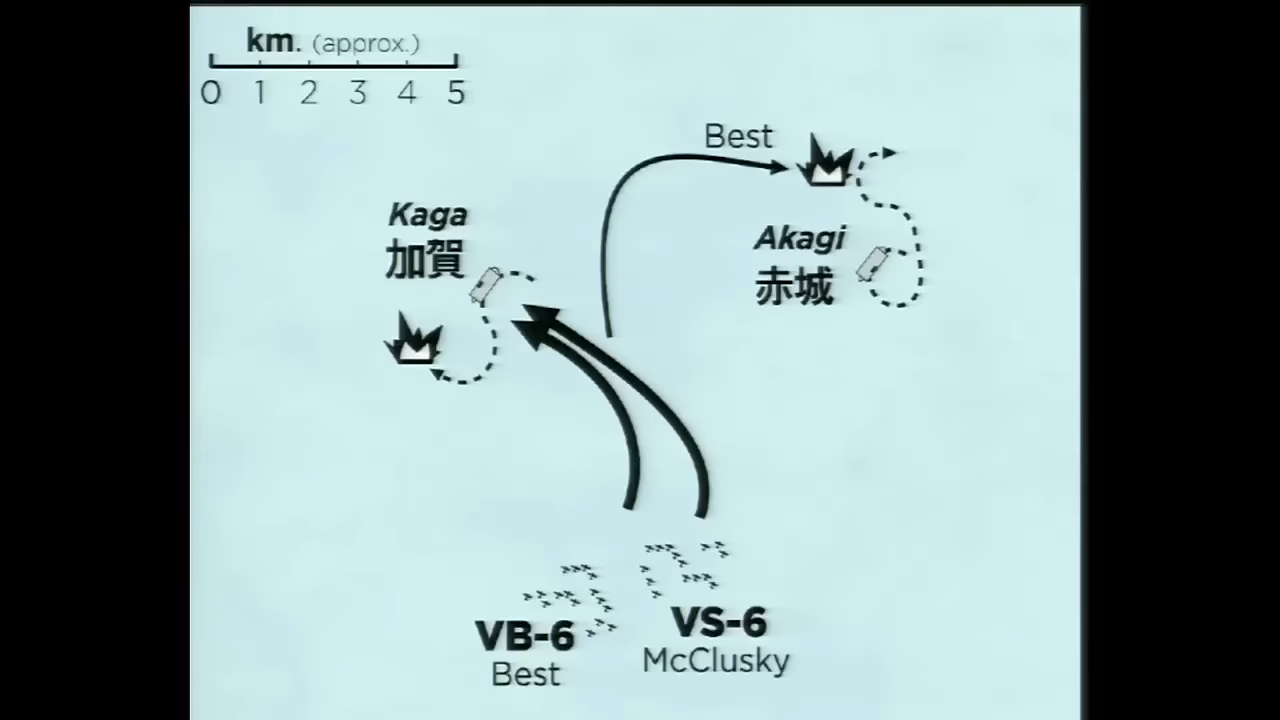 km. (approx.)
0 1 2 3 4 5
Best
Kaga
加賀
Akagi
赤城
VB-6
Best
VS-6
McClusky